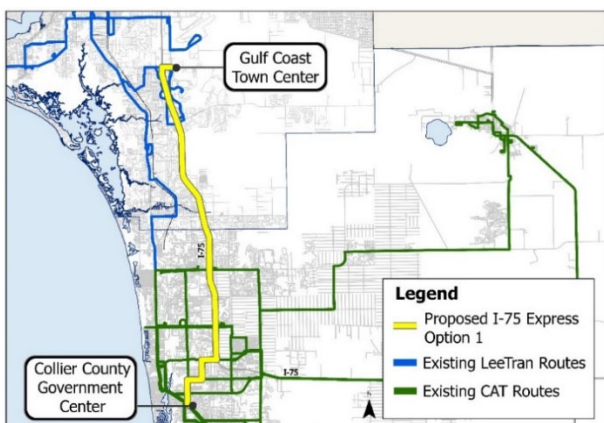 Gulf Coast
Town Center
I-75
Legend
Proposed I-75 Express
Option 1
Existing LeeTran Routes
Existing CAT Routes
I-75
Collier County
Government
Center